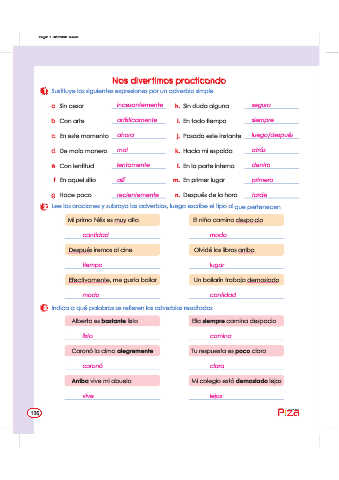 Nos divertimos practicando
1 Sustituye las siguientes expresiones por un adverbio simple
a Sin cesar incesantemente h. Sin duda alguna seguro
b Con arte artísticamente i. En todo tiempo siempre
c. En este momento ahora j. Pasado este instante luego/después
d De mala manera mal k. Hacia mi espalda atrás
e Con lentitud lentamente l. En la parte interna dentro
f En aquel sitio allí m. En primer lugar primero
g Hace poco recientemente n. Después de la hora tarde
2 Lee las oraciones y subraya los adverbios, luego escribe el tipo al que pertenecen
Mi primo Félix es muy alto El niño camina despacio
cantidad modo
Después iremos al cine Olvidé los libros arriba
tiempo lugar
Efectivamente, me gusta bailar Un bailarín trabaja demasiado
modo cantidad
3 Indica a qué palabras se refieren los adverbios resaltados
Alberto es bastante listo Ella siempre camina despacio
listo camina
Coronó la cima alegremente Tu respuesta es poco clara
coronó clara
Arriba vive mi abuela Mi colegio está demasiado lejos
vive lejos
136